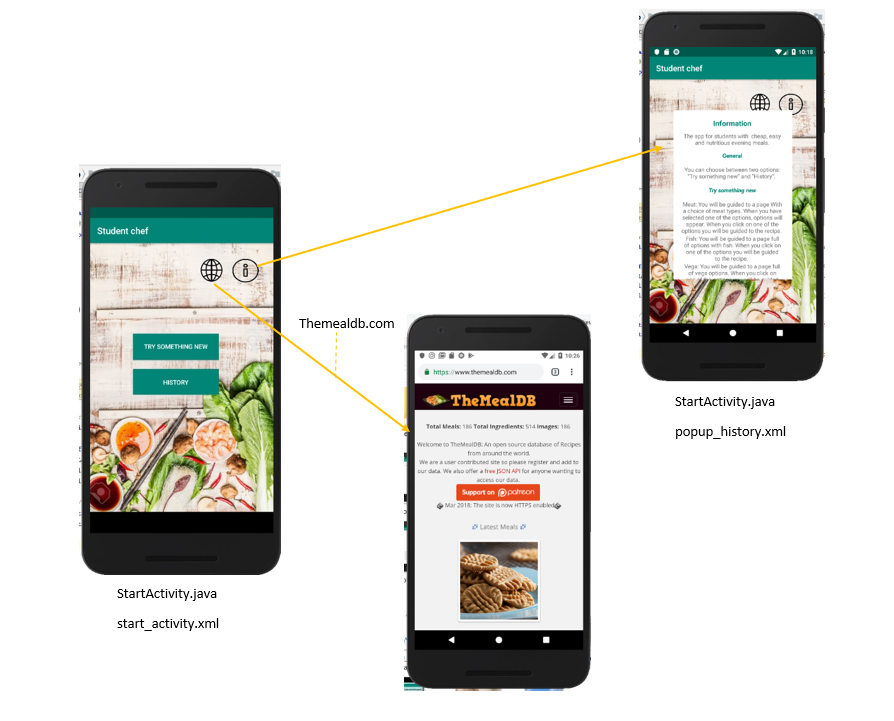 Student chef
TRY SOMETHING NEW
HISTORY
StartActivity.java
start_activity.xml
Themealdb.com
10:26
https://www.themealdb.com
TheMealDB
Total Meals: 186 Total Ingredients: 514 Images: 186
Welcome to TheMealDB: An open source database of Recipes
from around the world.
We are a user contributed site so please register and add to
our data. We also offer a free JSON API for anyone wanting to
access our data.
Support on patreon
Mar 2018: The site is now HTTPS enabled
Latest Meals
10:18
Student chef
Information
The app for students with cheap, easy
and nutritious evening meals.
General
You can choose between two options:
"Try something new" and "History".
Try something new
Meat: You will be guided to a page With
a choice of meat types. When you have
selected one of the options, options will
appear. When you click on one of the
options you will be guided to the recipe.
Fish: You will be guided to a page full
of options with fish. When you click on
one of the options you will be guided
to the recipe.
Vega: You will be guided to a page full
of vega options. When you click on
StartActivity.java
popup_history.xml